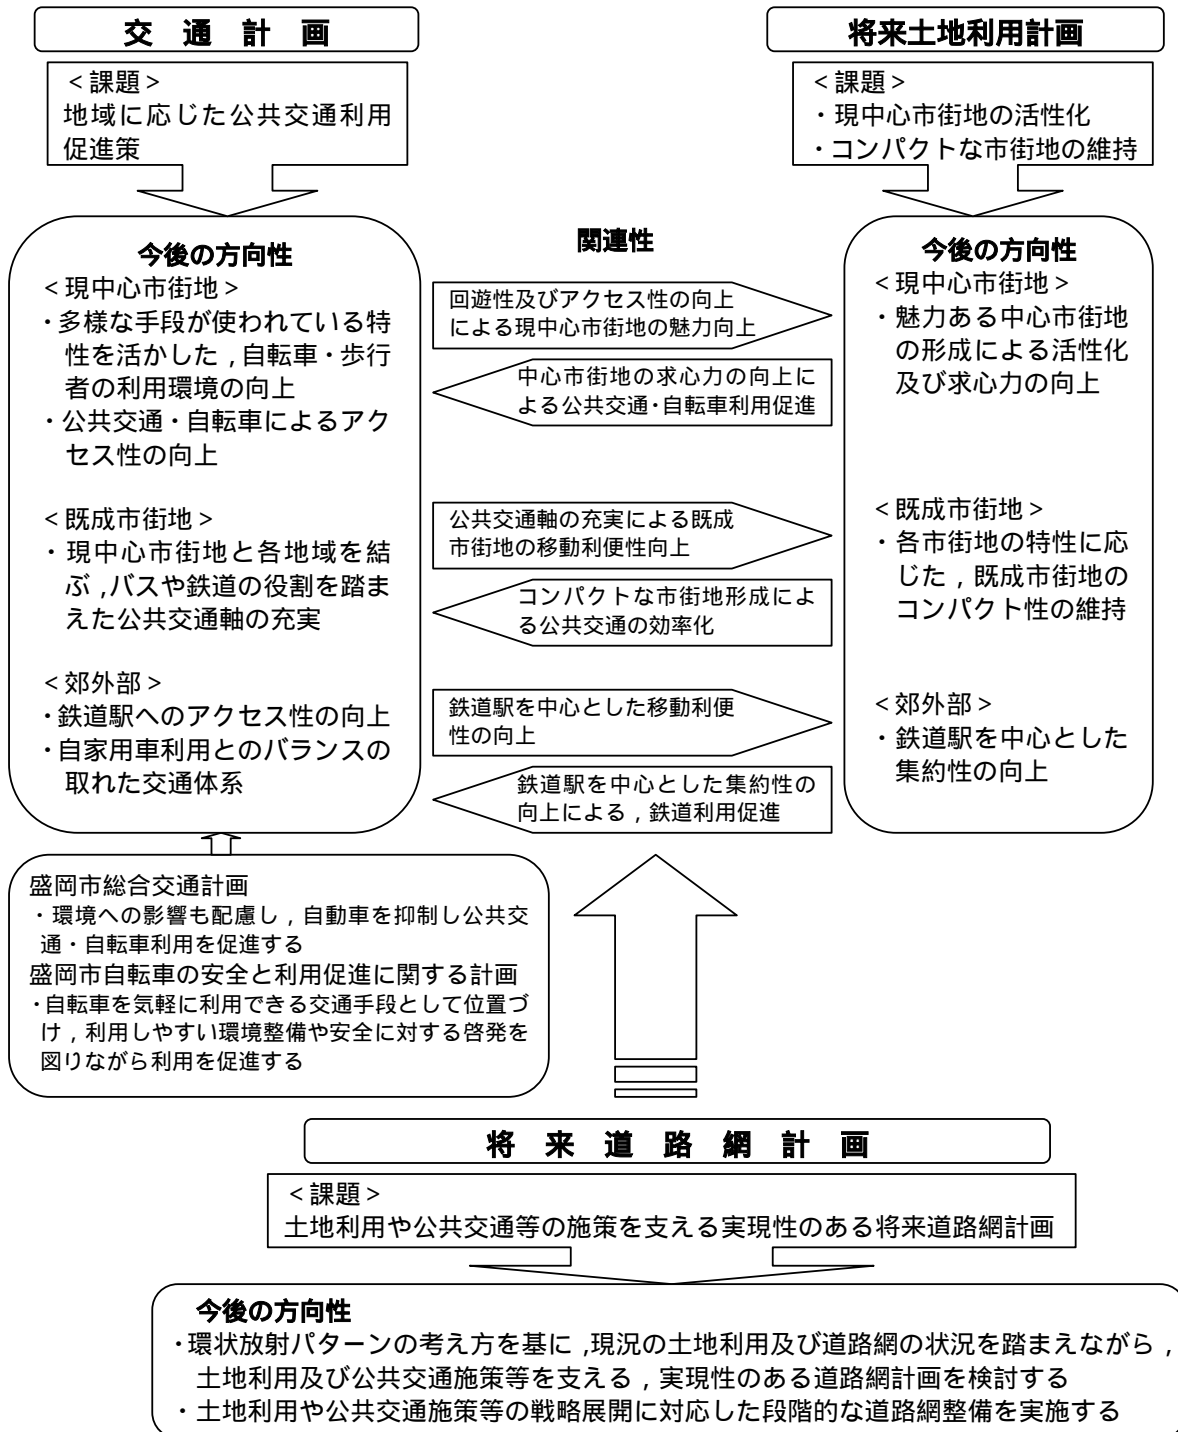 交通計画
<課題>
地域に応じた公共交通利用
促進策
将来土地利用計画
<課題>
・現中心市街地の活性化
・コンパクトな市街地の維持
今後の方向性
<現中心市街地>
・多様な手段が使われている特
性を活かした,自転車・歩行
者の利用環境の向上
・公共交通・自転車によるアク
セス性の向上
<既成市街地>
・現中心市街地と各地域を結
ぶ,バスや鉄道の役割を踏ま
えた公共交通軸の充実
<郊外部>
・鉄道駅へのアクセス性の向上
・自家用車利用とのバランスの
取れた交通体系
関連性
回遊性及びアクセス性の向上
による現中心市街地の魅力向上
中心市街地の求心力の向上に
よる公共交通・自転車利用促進
公共交通軸の充実による既成
市街地の移動利便性向上
コンパクトな市街地形成によ
る公共交通の効率化
鉄道駅を中心とした移動利便
性の向上
鉄道駅を中心とした集約性の
向上による,鉄道利用促進
今後の方向性
<現中心市街地>
・魅力ある中心市街地
の形成による活性化
及び求心力の向上
<既成市街地>
・各市街地の特性に応
じた,既成市街地の
コンパクト性の維持
<郊外部>
・鉄道駅を中心とした
集約性の向上
盛岡市総合交通計画
・環境への影響も配慮し,自動車を抑制し公共交
通・自転車利用を促進する
盛岡市自転車の安全と利用促進に関する計画
・自転車を気軽に利用できる交通手段として位置づ
け,利用しやすい環境整備や安全に対する啓発を
図りながら利用を促進する
将来道路網計画
<課題>
土地利用や公共交通等の施策を支える実現性のある将来道路網計画
今後の方向性
・環状放射パターンの考え方を基に,現況の土地利用及び道路網の状況を踏まえながら,
土地利用及び公共交通施策等を支える,実現性のある道路網計画を検討する
・土地利用や公共交通施策等の戦略展開に対応した段階的な道路網整備を実施する